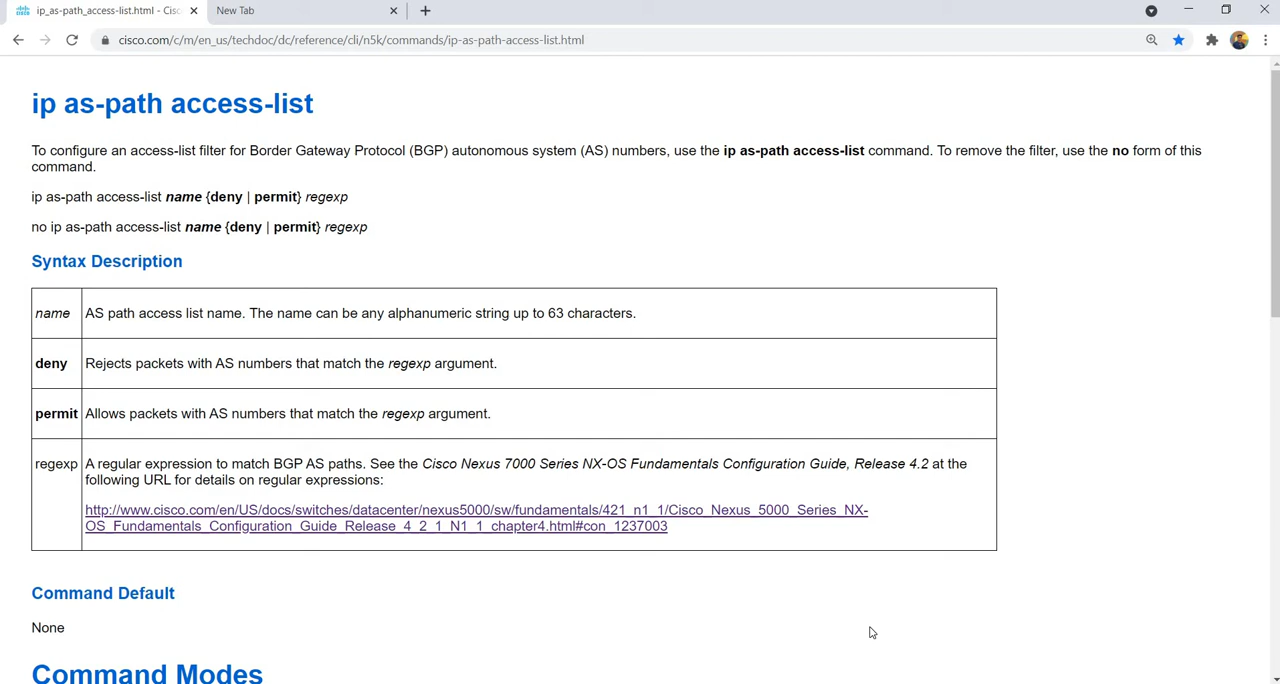 ip_as-path_access-list.html - Cisc
New Tab
cisco.com/c/m/en_us/techdoc/dc/reference/cli/n5k/commands/ip-as-path-access-list.html
ip as-path access-list
To configure an access-list filter for Border Gateway Protocol (BGP) autonomous system (AS) numbers, use the ip as-path access-list command. To remove the filter, use the no form of this
command.
ip as-path access-list name {deny | permit} regexp
no ip as-path access-list name {deny | permit} regexp
Syntax Description
name AS path access list name. The name can be any alphanumeric string up to 63 characters.
deny Rejects packets with AS numbers that match the regexp argument.
permit Allows packets with AS numbers that match the regexp argument.
regexp A regular expression to match BGP AS paths. See the Cisco Nexus 7000 Series NX-OS Fundamentals Configuration Guide, Release 4.2 at the
following URL for details on regular expressions:
http://www.cisco.com/en/US/docs/switches/datacenter/nexus5000/sw/fundamentals/421_n1_1/Cisco_Nexus_5000_Series_NX-
OS_Fundamentals_Configuration_Guide_Release_4_2_1_N1_1_chapter4.html#con_1237003
Command Default
None
Command Modes